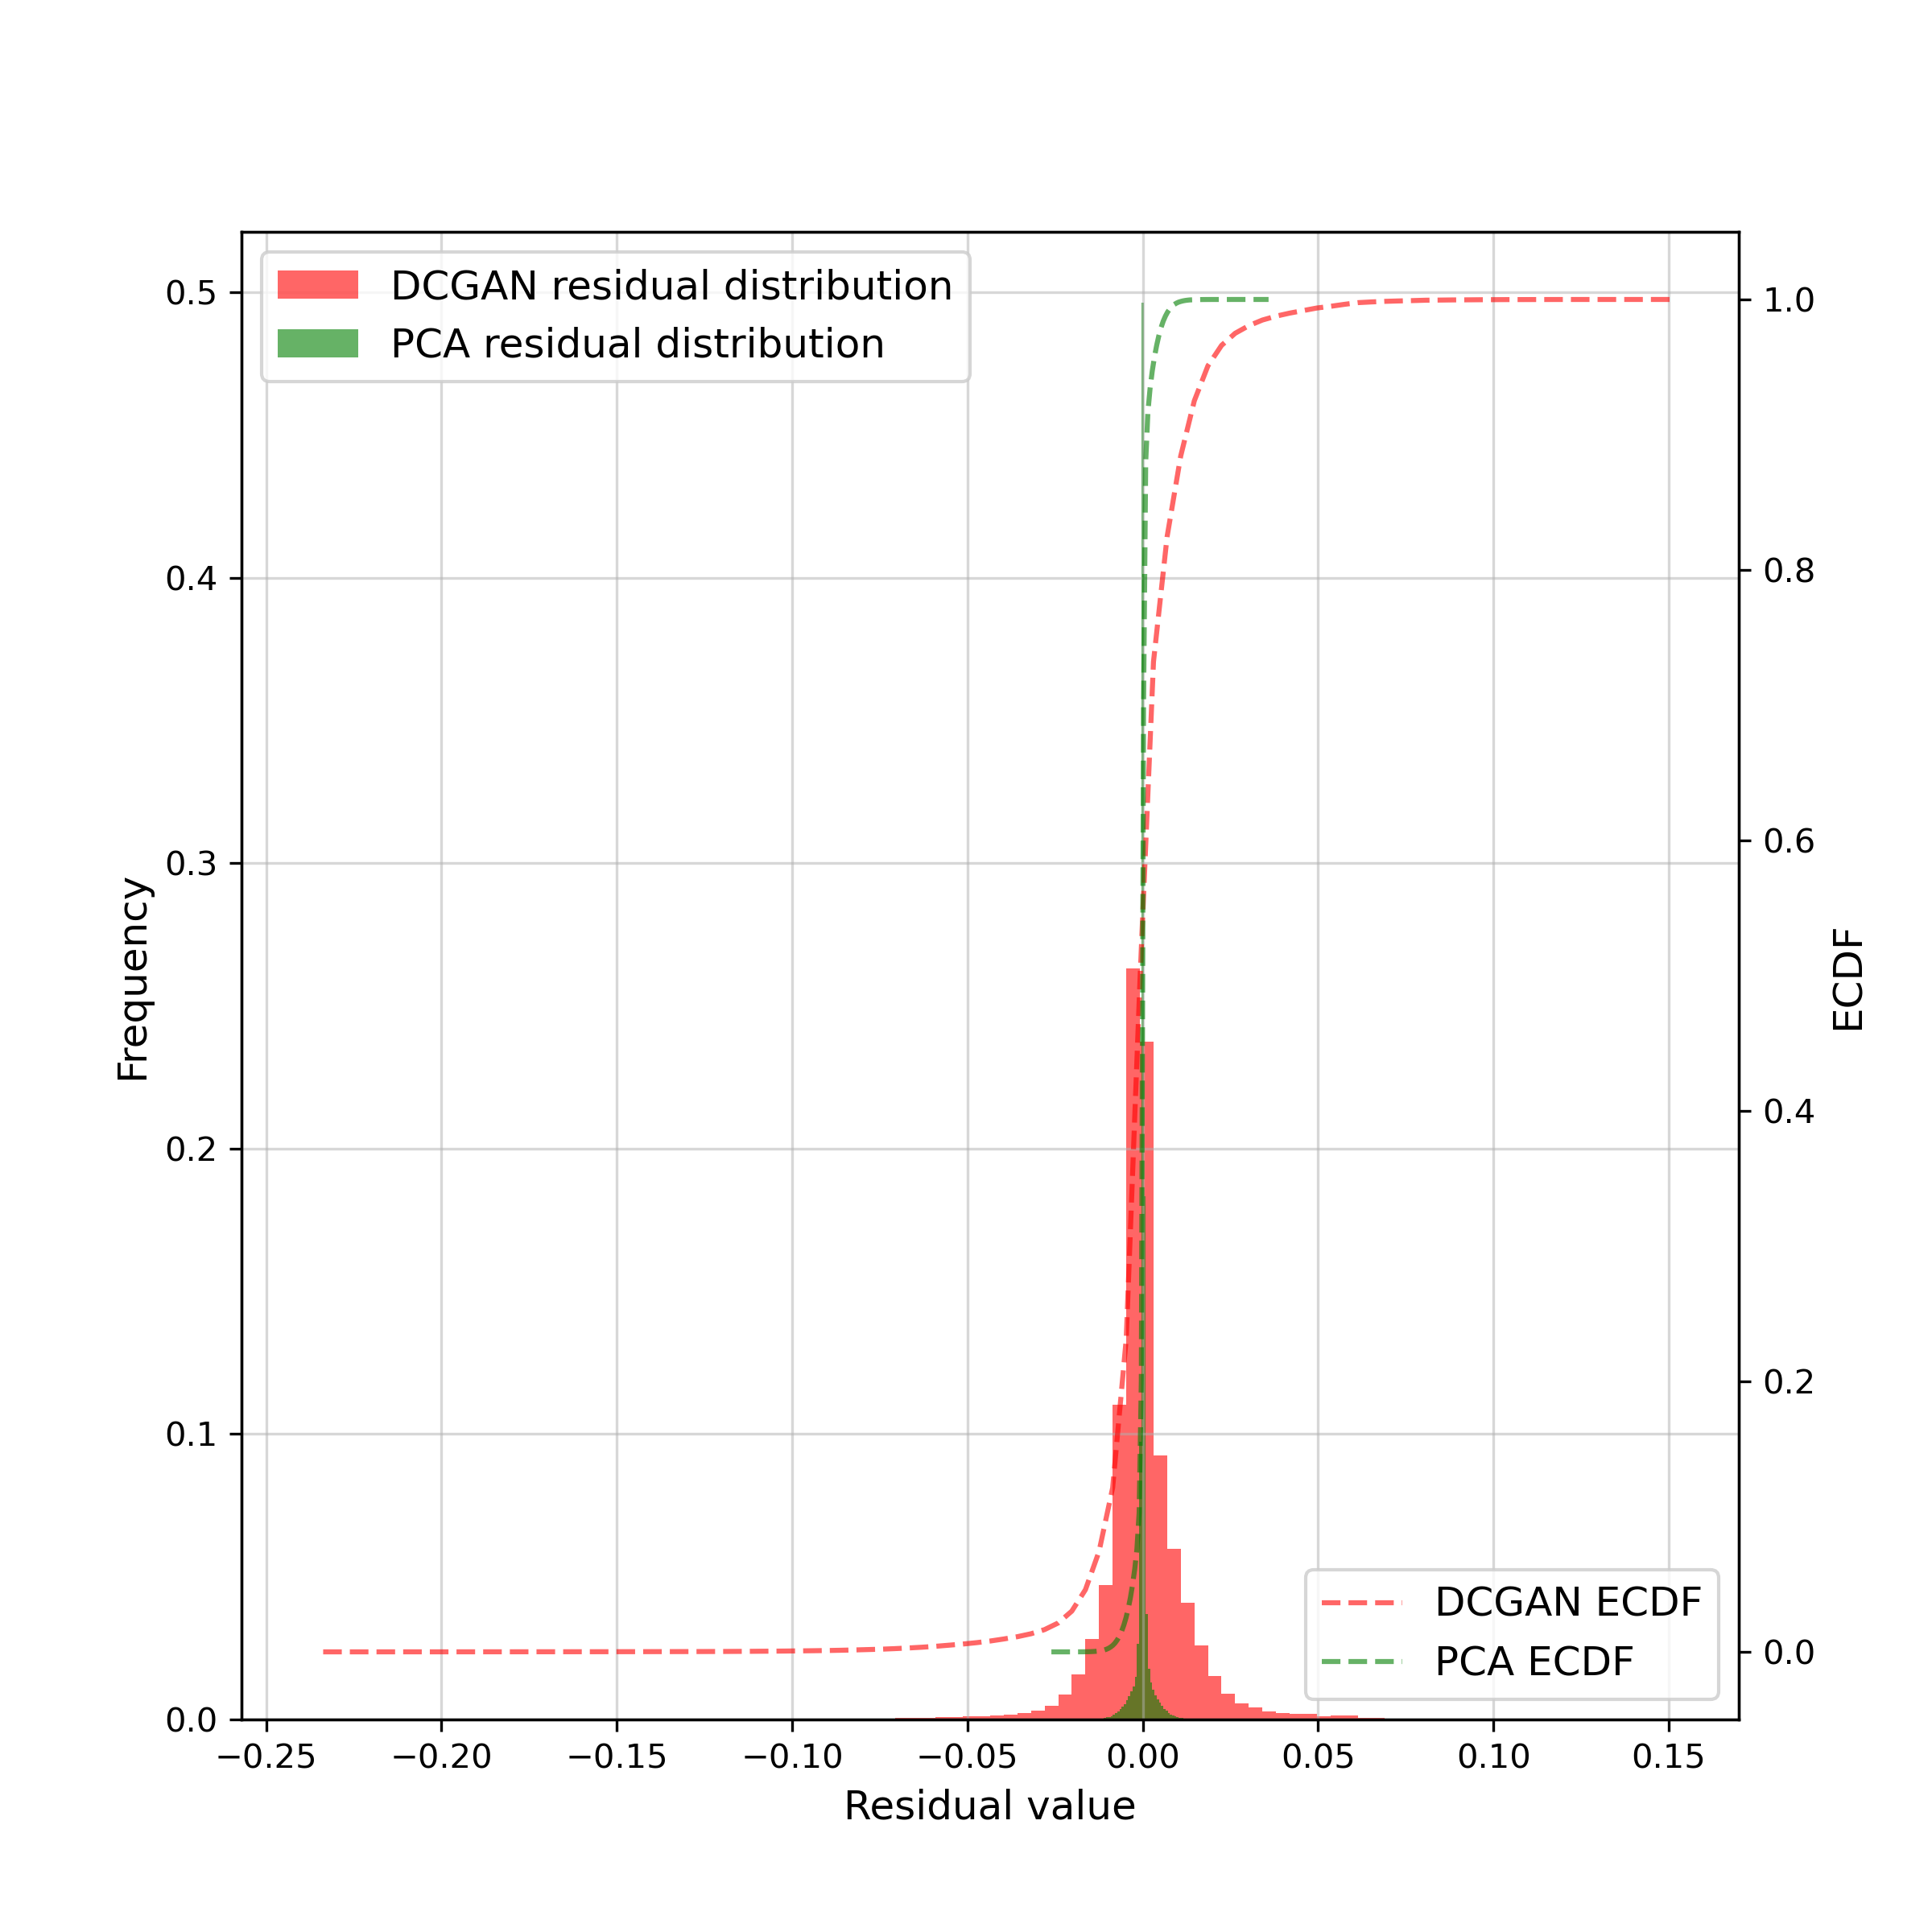 DCGAN residual distribution
PCA residual distribution
0.5
0.4
0.3
0.2
0.1
0.0
Frequency
1.0
0.8
0.6
0.4
0.2
0.0
ECDF
DCGAN ECDF
PCA ECDF
−0.25 −0.20 −0.15 −0.10 −0.05 0.00 0.05 0.10 0.15
Residual value